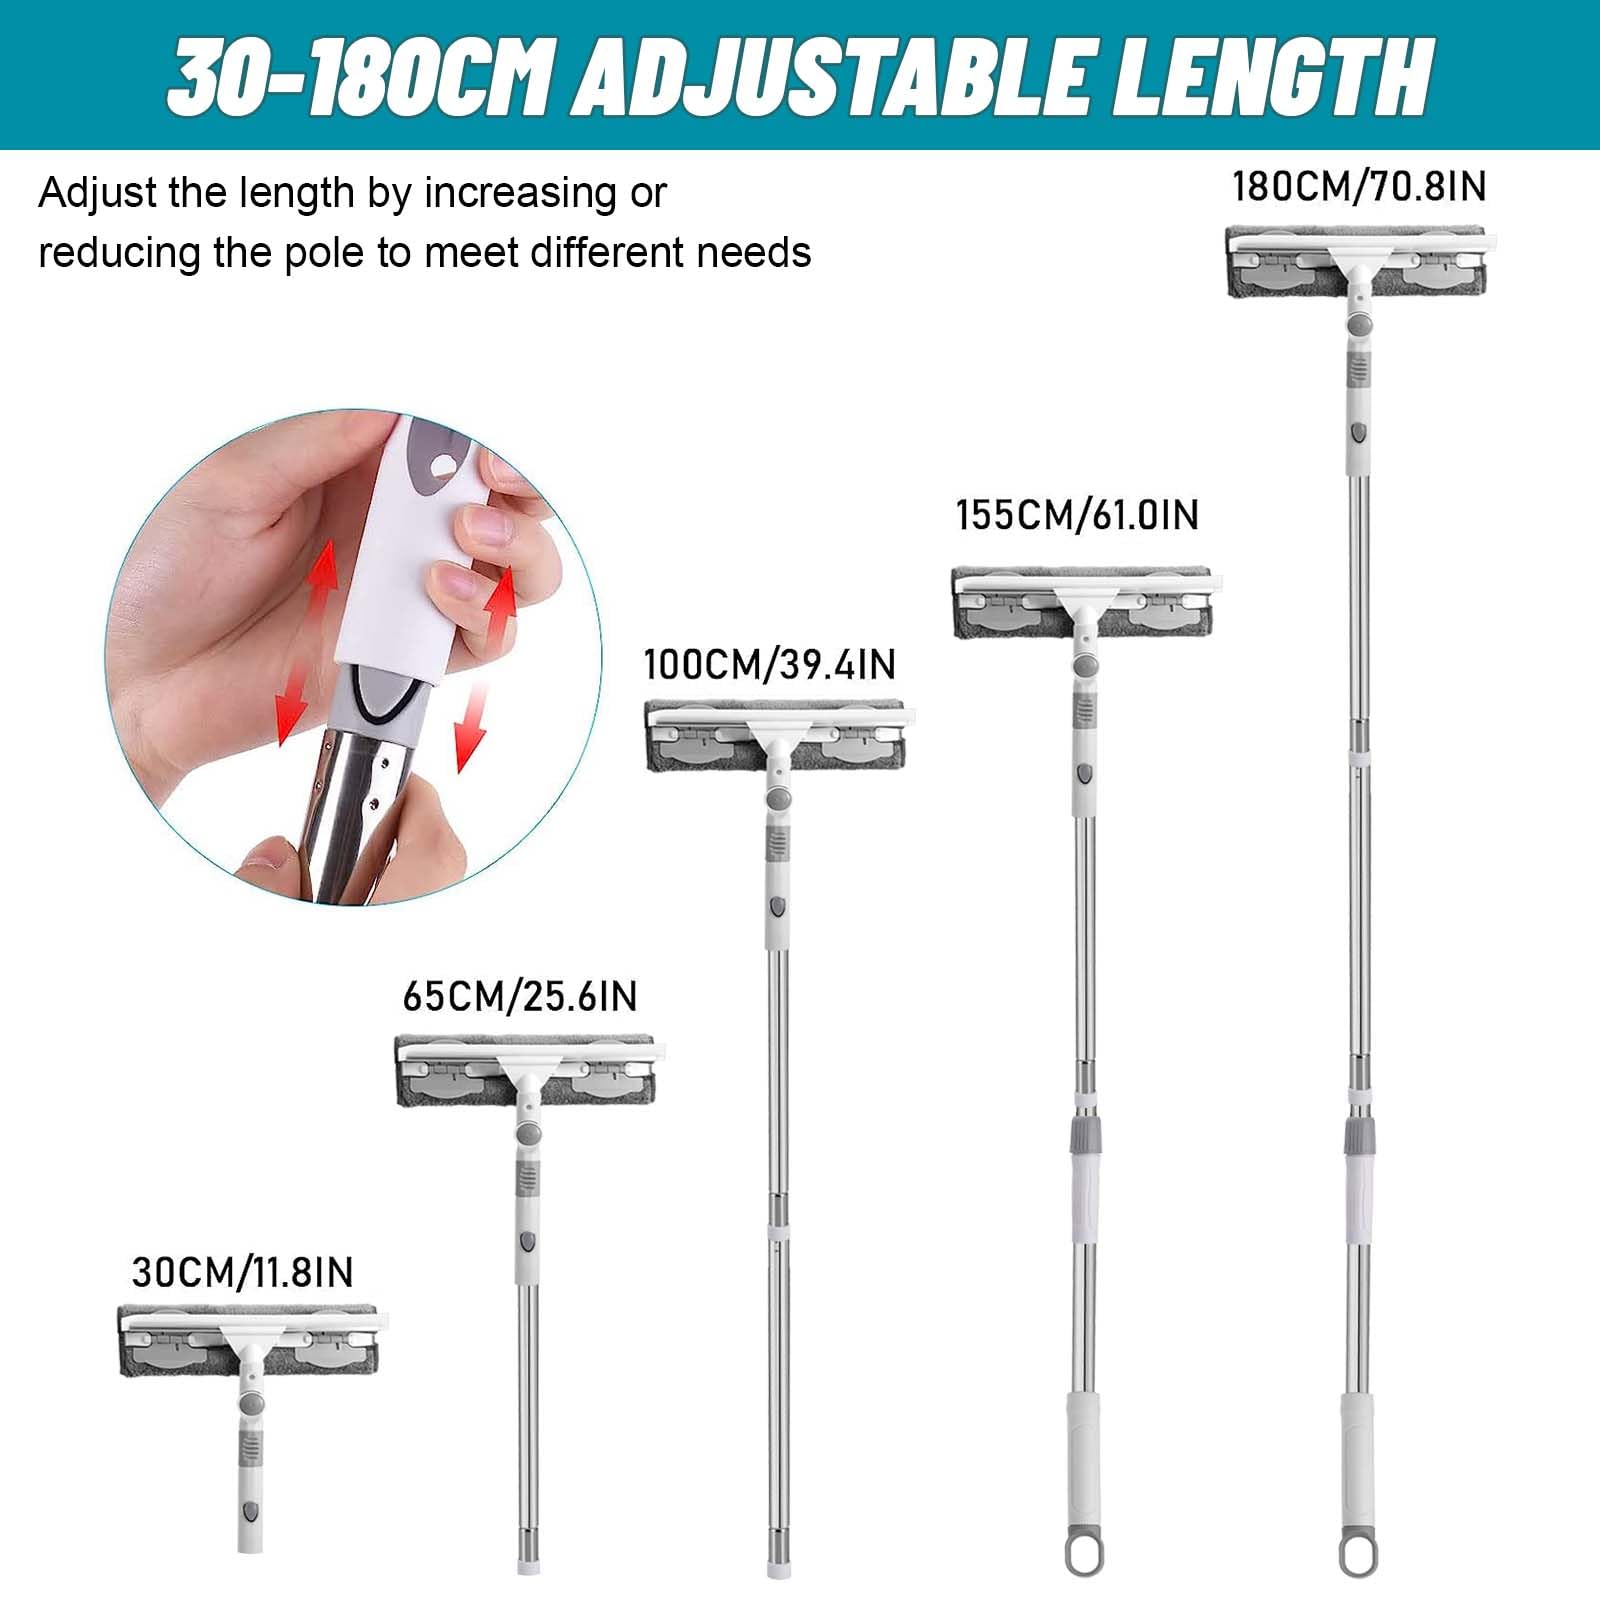 30-180CM ADJUSTABLE LENGTH
Adjust the length by increasing or
reducing the pole to meet different needs
180CM/70.8IN
155CM/61.0IN
100CM/39.4IN
65CM/25.6IN
30CM/11.8IN